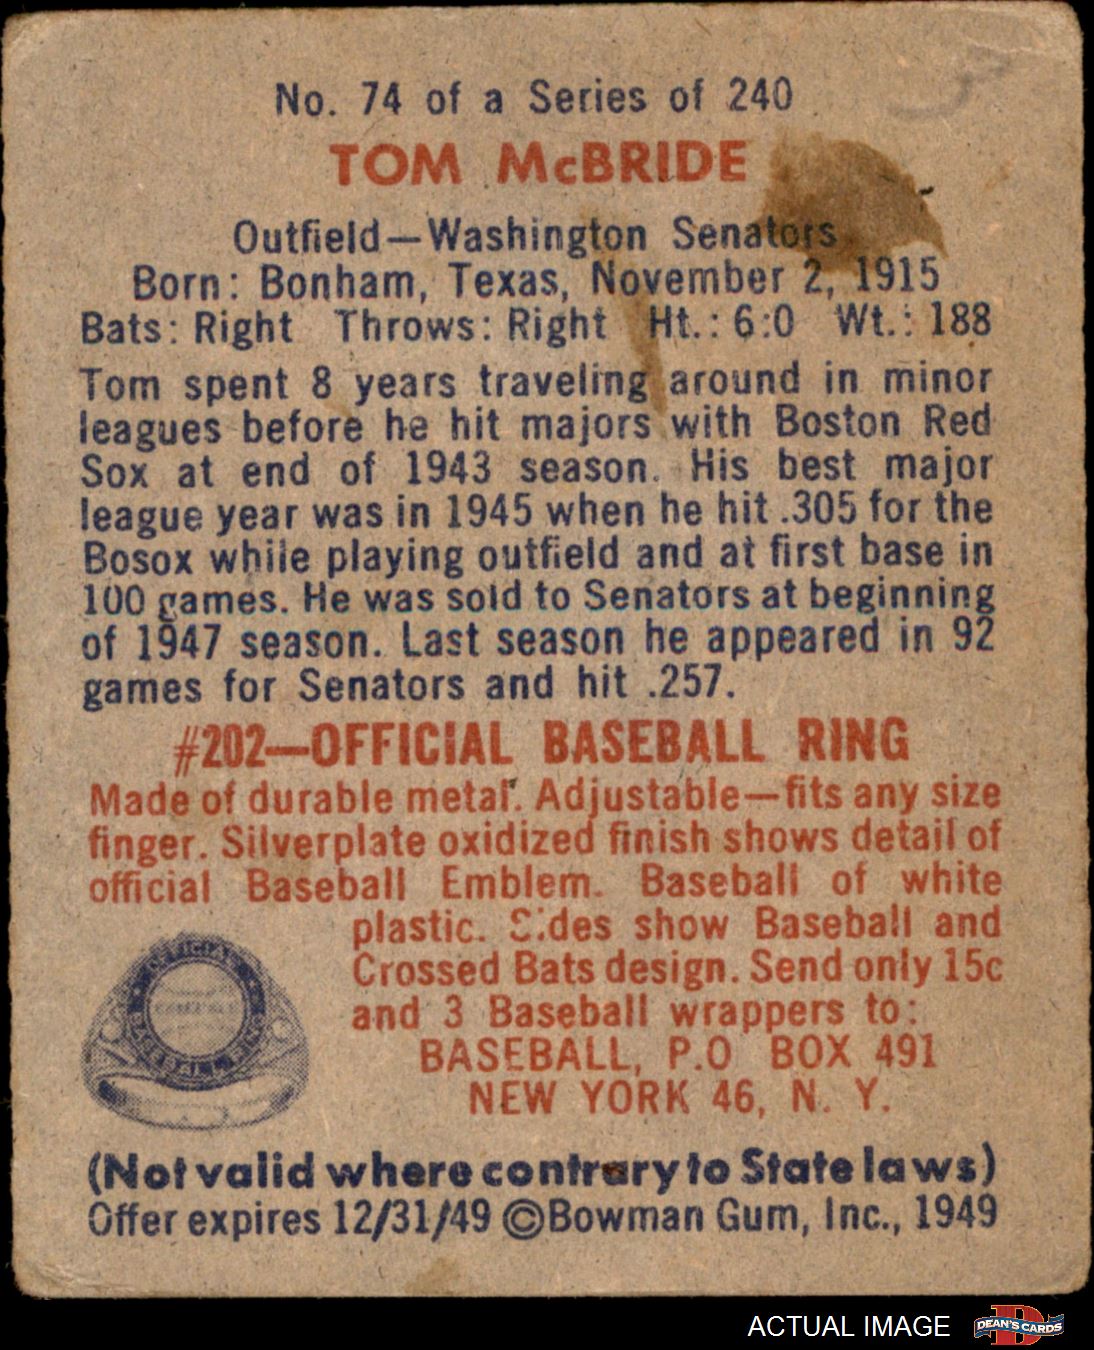 No. 74 of a Series of 240
TOM McBRIDE
Outfield—Washington Senators
Born: Bonham, Texas, November 2, 1915
Bats: Right Throws: Right Ht.: 6:0 Wt.: 188
Tom spent 8 years traveling around in minor
leagues before he hit majors with Boston Red
Sox at end of 1943 season. His best major
league year was in 1945 when he hit .305 for the
Bosox while playing outfield and at first base in
100 games. He was sold to Senators at beginning
of 1947 season. Last season he appeared in 92
games for Senators and hit .257.
#202—OFFICIAL BASEBALL RING
Made of durable metal. Adjustable—fits any size
finger. Silverplate oxidized finish shows detail of
official Baseball Emblem. Baseball of white
plastic. Sides show Baseball and
Crossed Bats design. Send only 15c
and 3 Baseball wrappers to:
BASEBALL, P.O BOX 491
NEW YORK 46, N. Y.
OFFICIAL
BASEBALL RING
(Not valid where contrary to State laws)
Offer expires 12/31/49 ©Bowman Gum, Inc., 1949
ACTUAL IMAGE
DEAN'S CARDS